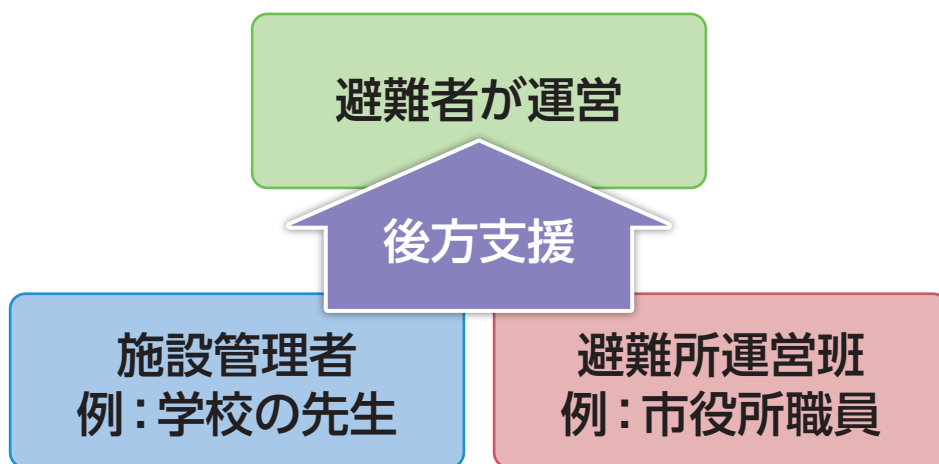 避難者が運営
後方支援
施設管理者
例：学校の先生
避難所運営班
例：市役所職員